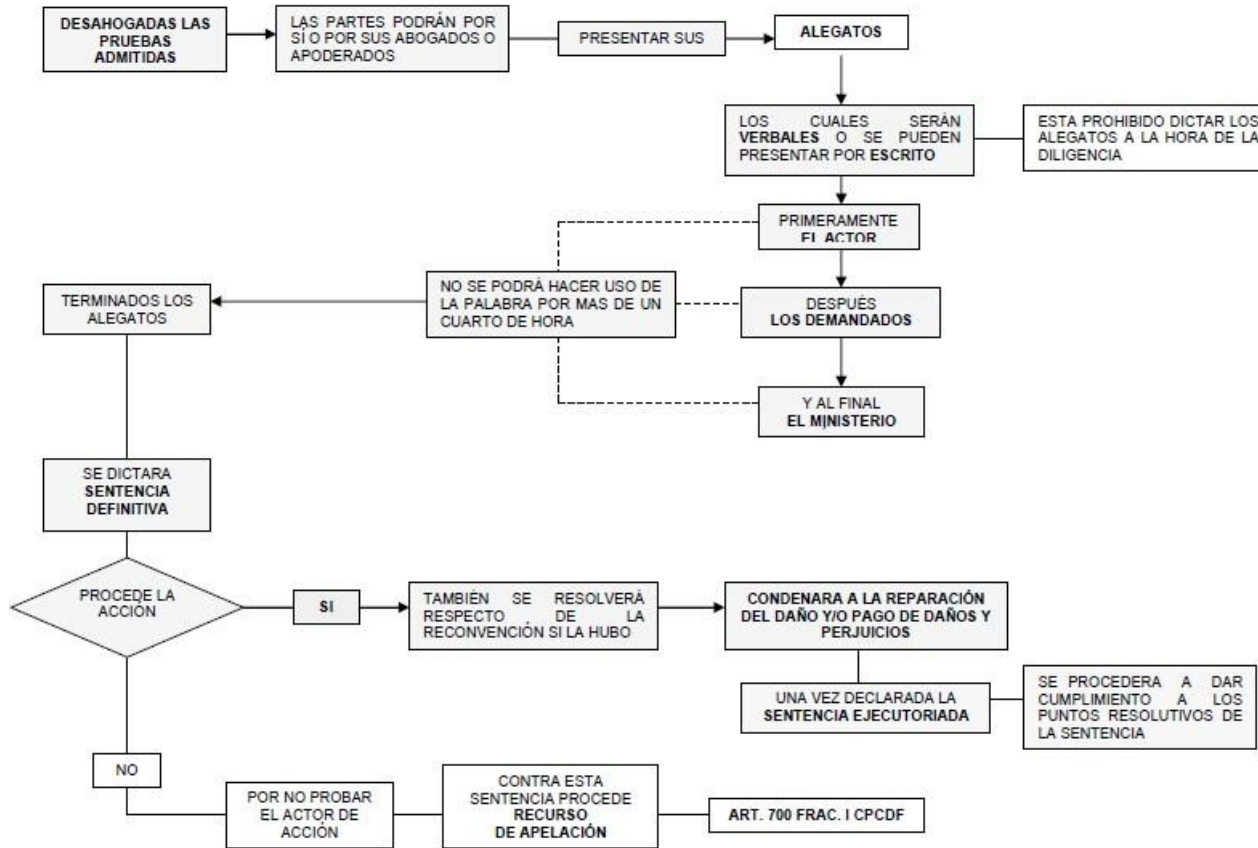 DESAHOGADAS LAS
PRUEBAS
ADMITIDAS
LAS PARTES PODRÁN POR
SÍ O POR SUS ABOGADOS O
APODERADOS
PRESENTAR SUS
ALEGATOS
LOS CUALES SERÁN
VERBALES O SE PUEDEN
PRESENTAR POR ESCRITO
ESTA PROHIBIDO DICTAR LOS
ALEGATOS A LA HORA DE LA
DILIGENCIA
PRIMERAMENTE
EL ACTOR
NO SE PODRÁ HACER USO DE
LA PALABRA POR MAS DE UN
CUARTO DE HORA
DESPUÉS
LOS DEMANDADOS
Y AL FINAL
EL M|NISTERIO
TERMINADOS LOS
ALEGATOS
SE DICTARA
SENTENCIA
DEFINITIVA
PROCEDE LA
ACCIÓN
SI
TAMBIÉN SE RESOLVERÁ
RESPECTO DE LA
RECONVENCIÓN SI LA HUBO
CONDENARA A LA REPARACIÓN
DEL DAÑO Y/O PAGO DE DAÑOS Y
PERJUICIOS
UNA VEZ DECLARADA LA
SENTENCIA EJECUTORIADA
SE PROCEDERA A DAR
CUMPLIMIENTO A LOS
PUNTOS RESOLUTIVOS DE
LA SENTENCIA
NO
POR NO PROBAR
EL ACTOR DE
ACCIÓN
CONTRA ESTA
SENTENCIA PROCEDE
RECURSO
DE APELACIÓN
ART. 700 FRAC. I CPCDF